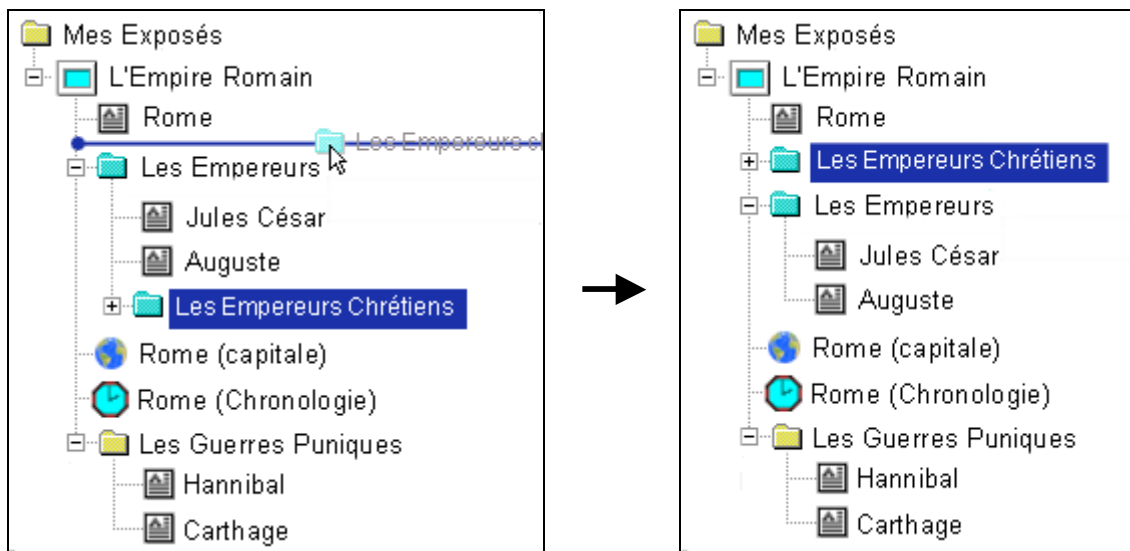 Mes Exposés
L'Empire Romain
Rome
Les Empereurs c
Les Empereurs
Jules César
Auguste
Les Empereurs Chrétiens
Rome (capitale)
Rome (Chronologie)
Les Guerres Puniques
Hannibal
Carthage
Mes Exposés
L'Empire Romain
Rome
Les Empereurs Chrétiens
Les Empereurs
Jules César
Auguste
Rome (capitale)
Rome (Chronologie)
Les Guerres Puniques
Hannibal
Carthage